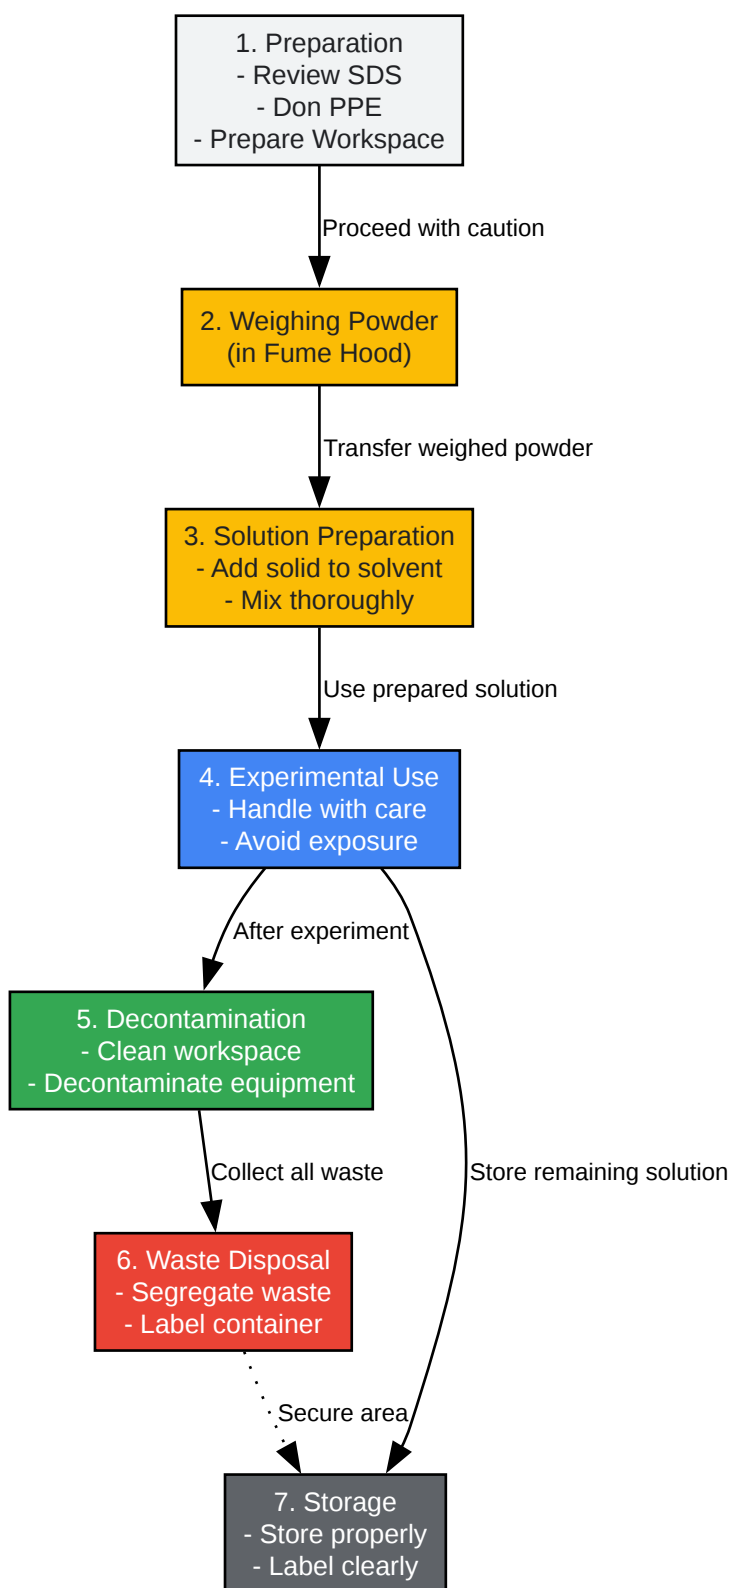 1. Preparation
- Review SDS
- Don PPE
- Prepare Workspace
Proceed with caution
2. Weighing Powder
(in Fume Hood)
Transfer weighed powder
3. Solution Preparation
- Add solid to solvent
- Mix thoroughly
Use prepared solution
4. Experimental Use
- Handle with care
- Avoid exposure
After experiment
5. Decontamination
- Clean workspace
- Decontaminate equipment
Collect all waste
Store remaining solution
6. Waste Disposal
- Segregate waste
- Label container
Secure area
7. Storage
- Store properly
- Label clearly